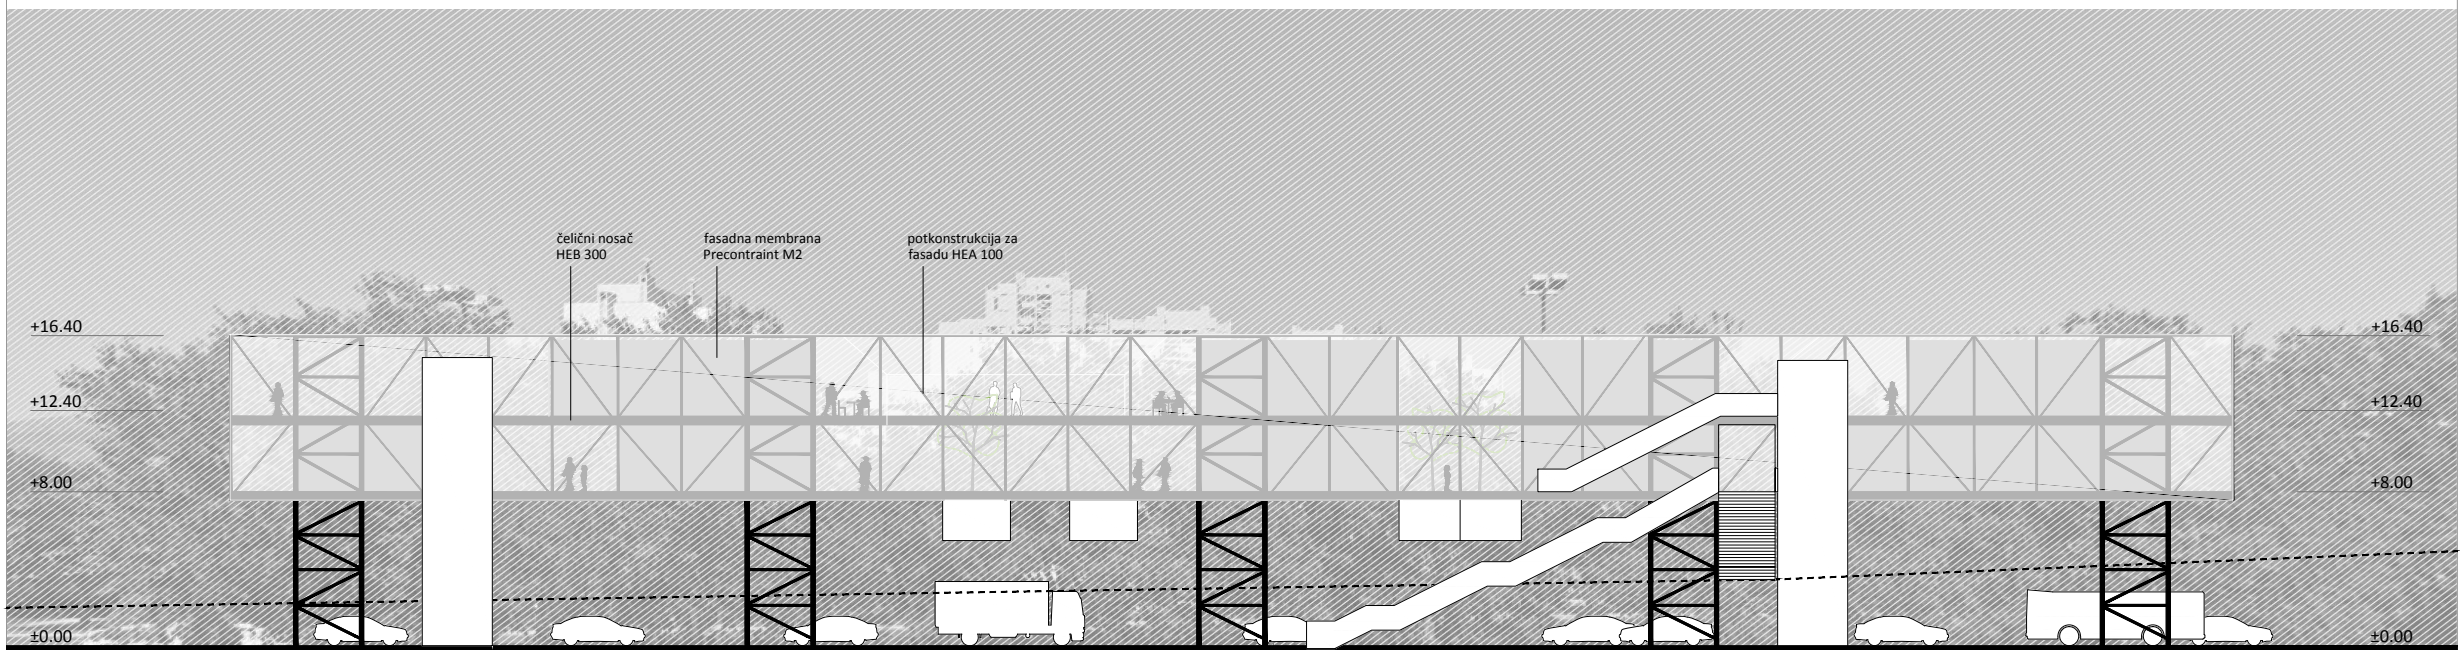 čelični nosač
HEB 300
fasadna membrana
Precontraint M2
potkonstrukcija za
fasadu HEA 100
+16.40
+16.40
+12.40
+12.40
+8.00
+8.00
±0.00
±0.00